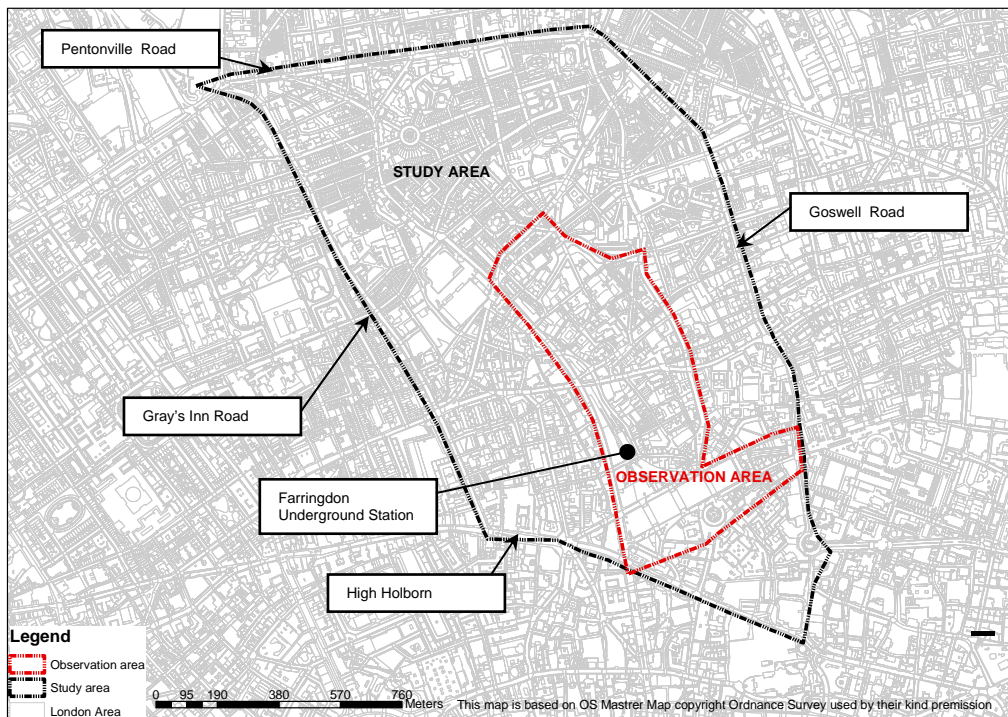 Pentonville Road
STUDY AREA
Goswell Road
Gray's Inn Road
OBSERVATION AREA
Farringdon
Underground Station
High Holborn
Legend
Observation area
Study area
London Area
0 95 190 380 570 760
Meters
This map is based on OS Mastrer Map copyright Ordnance Survey used by their kind premission